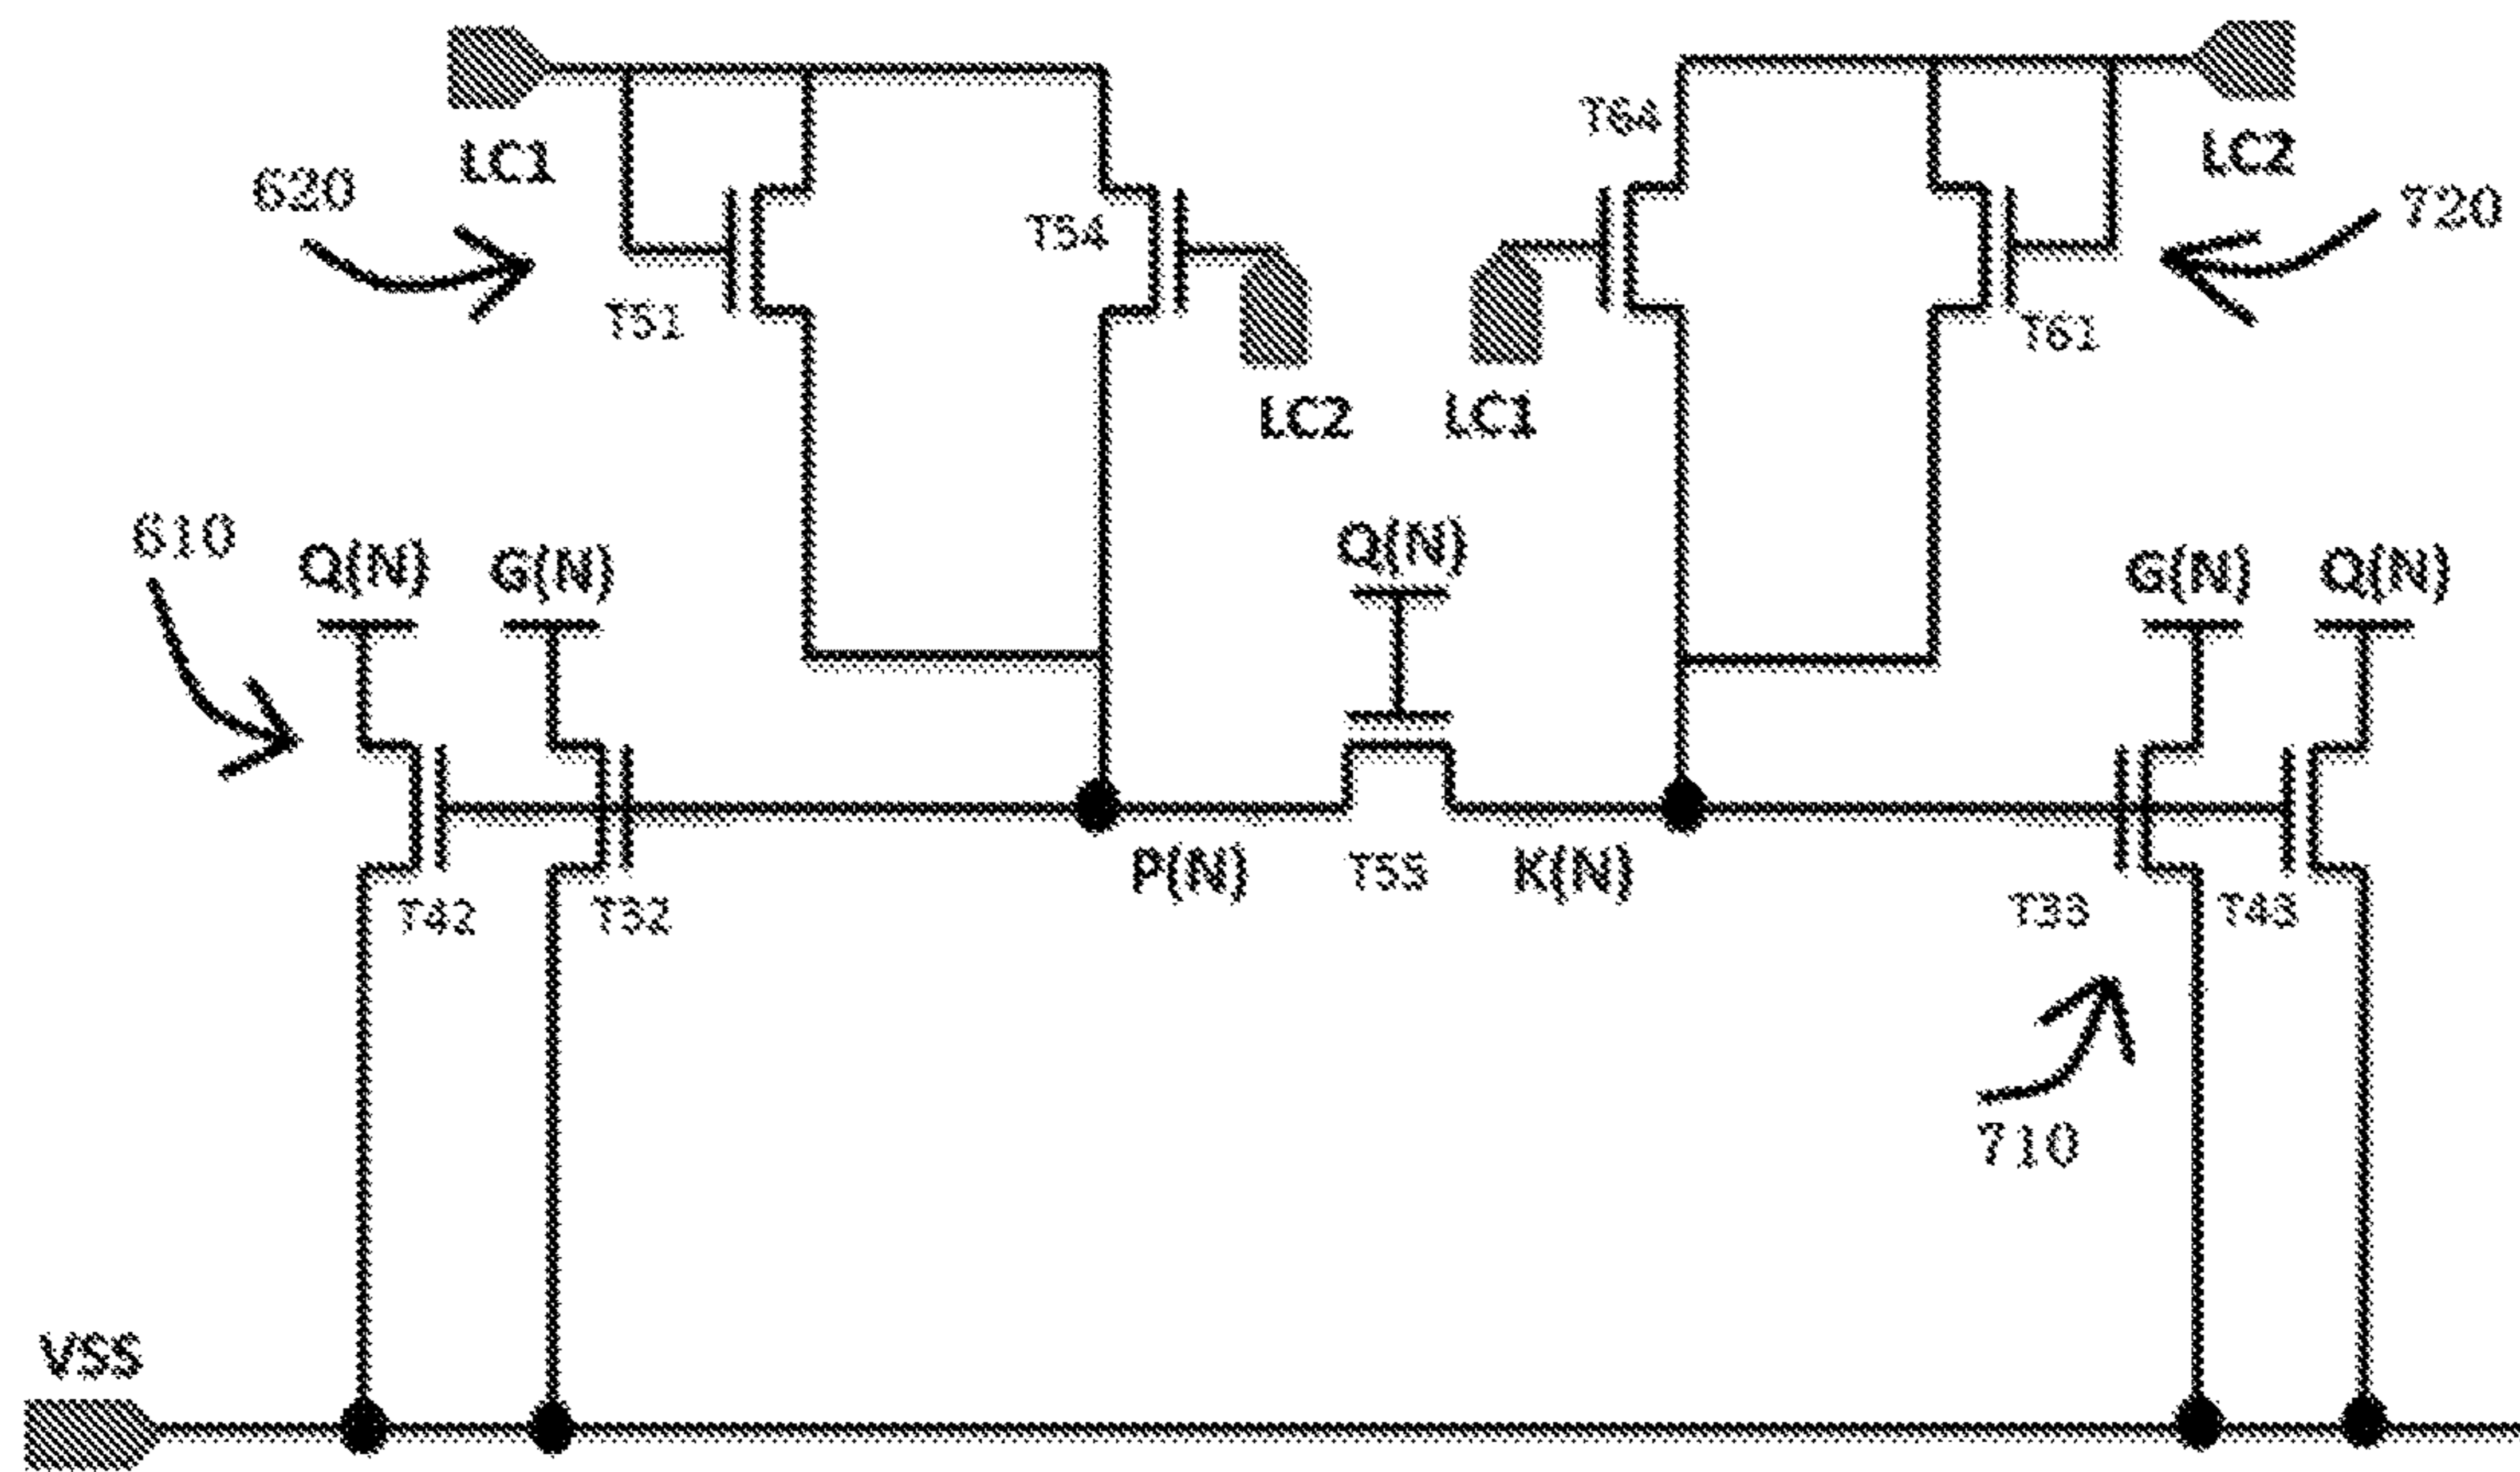 T64
LC1
LC2
620
720
T54
T51
T61
LC2
LC1
610
Q(N)
G(N)
Q(N)
G(N)
Q(N)
P(N)
T55
K(N)
T42
T32
T33
T43
710
VSS